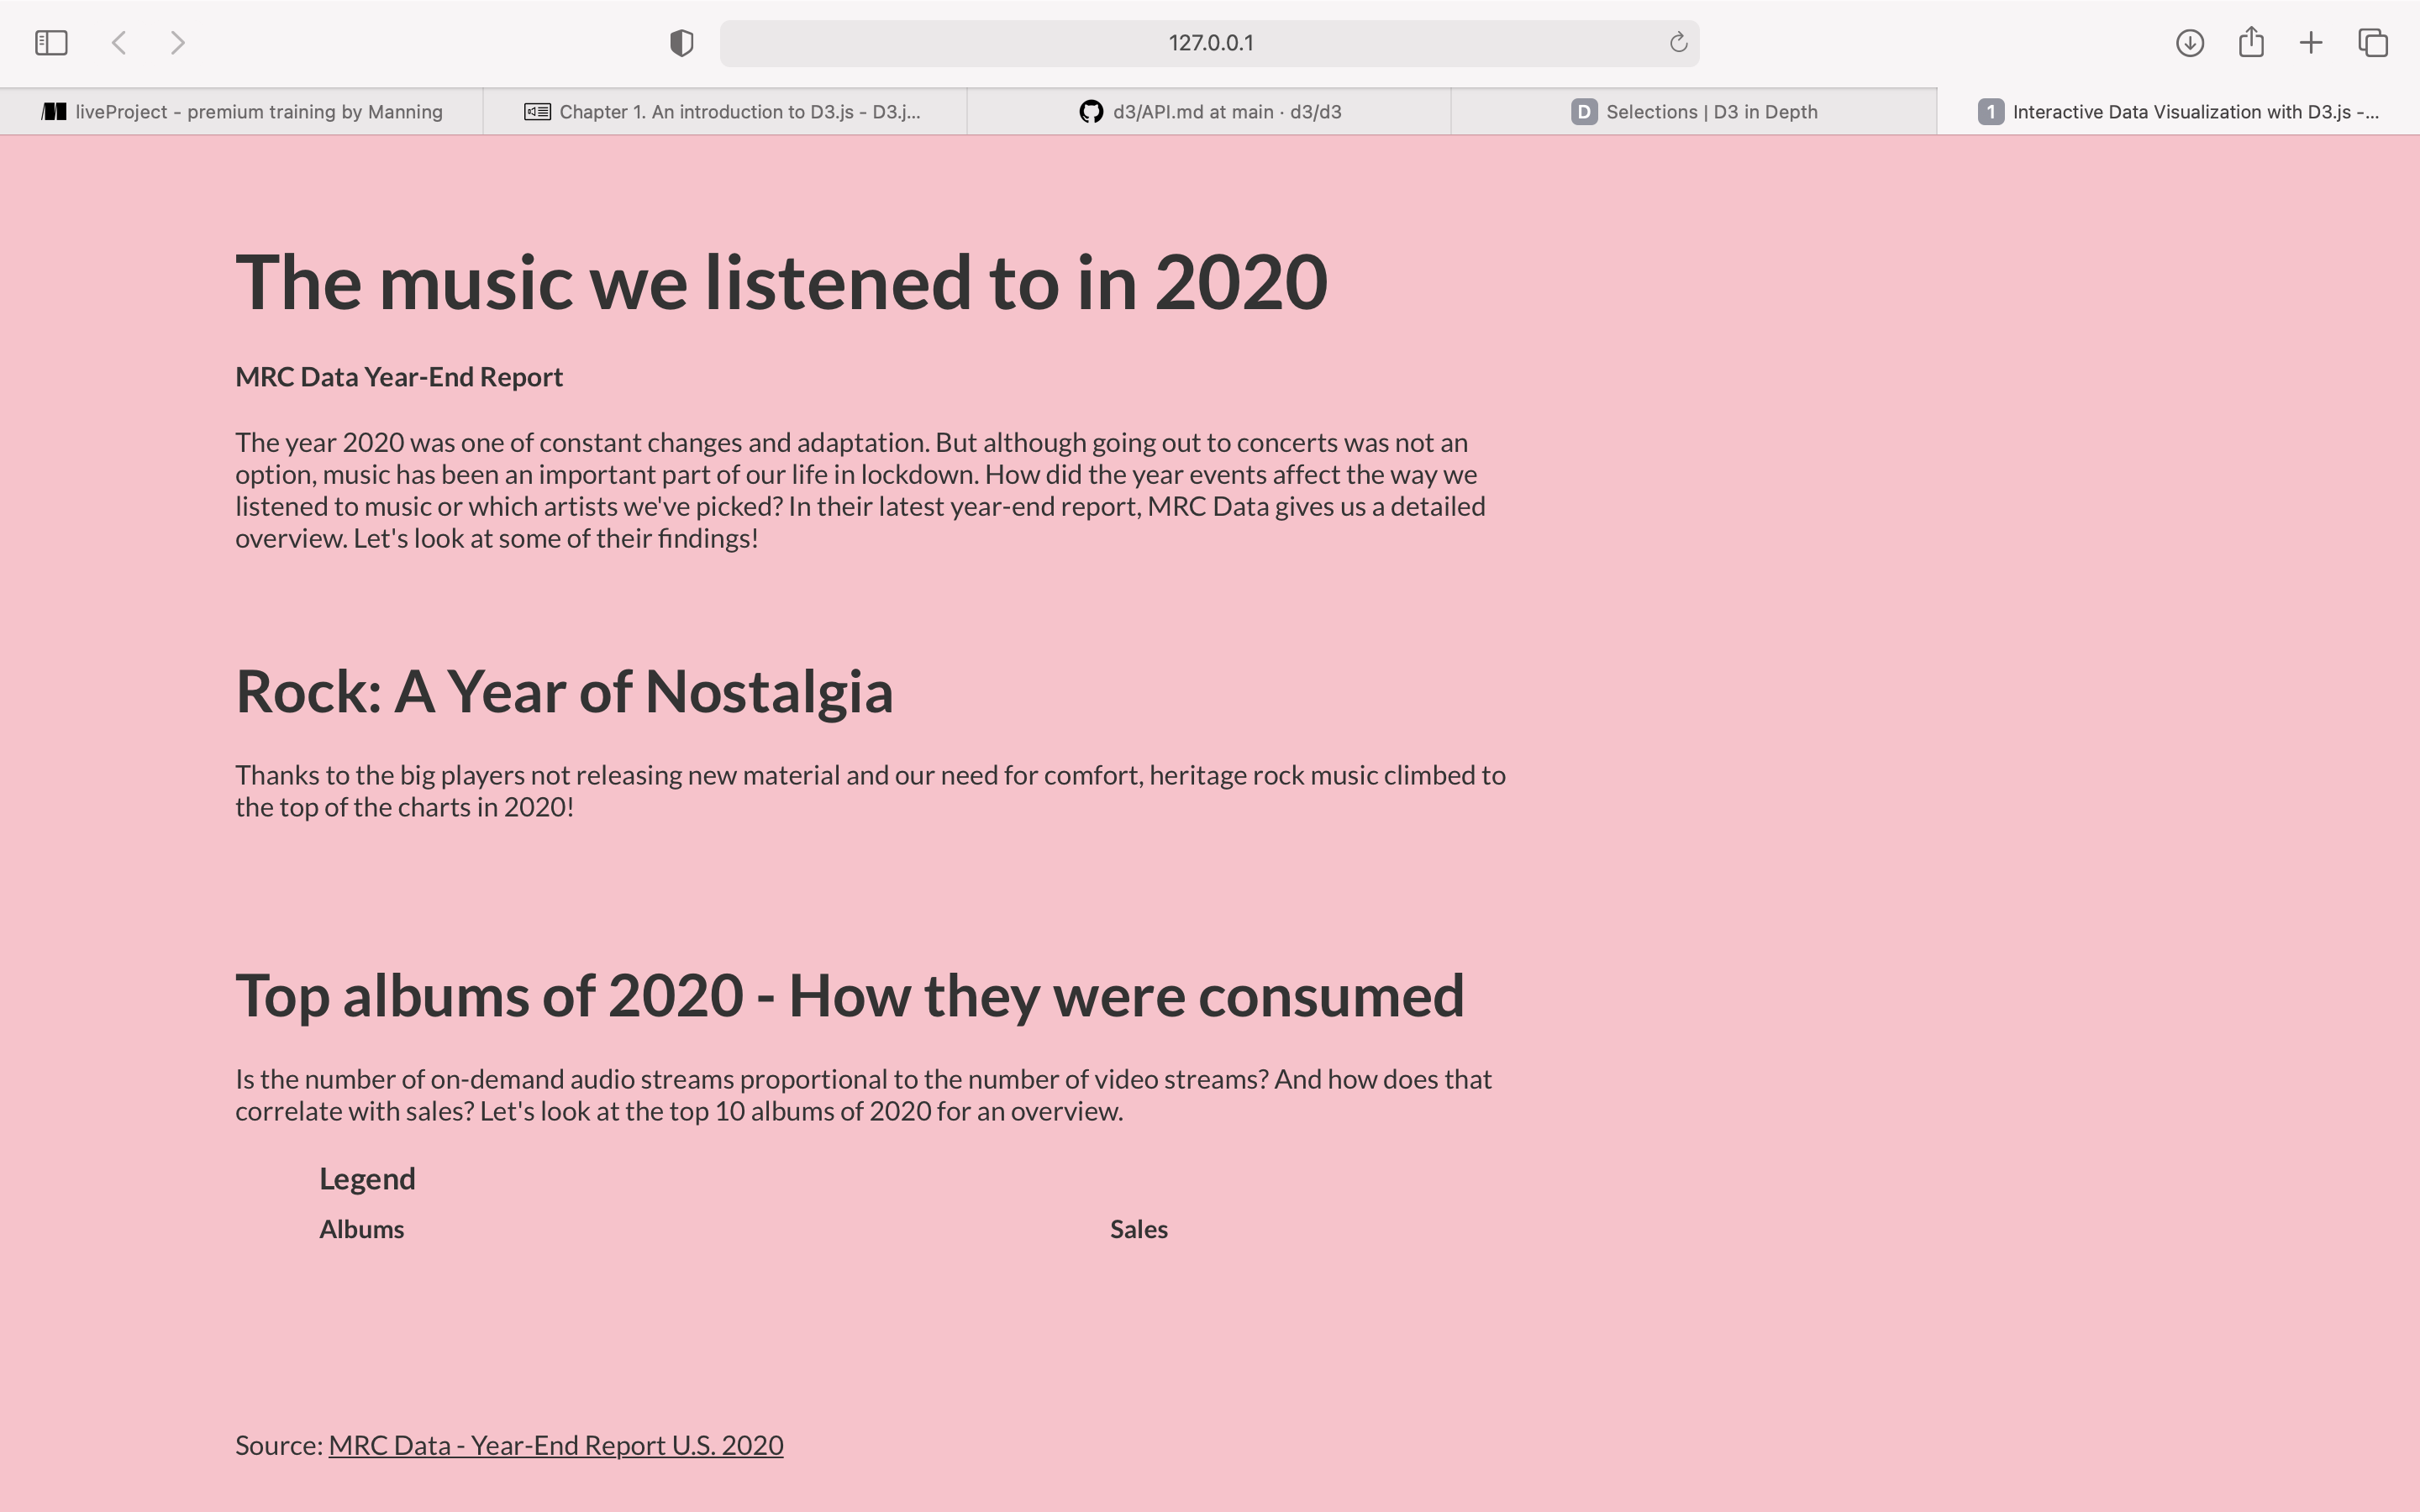 127.0.0.1
liveProject - premium training by Manning
Chapter 1. An introduction to D3.js - D3.j...
d3/API.md at main · d3/d3
D Selections | D3 in Depth
1 Interactive Data Visualization with D3.js -...
The music we listened to in 2020
MRC Data Year-End Report
The year 2020 was one of constant changes and adaptation. But although going out to concerts was not an
option, music has been an important part of our life in lockdown. How did the year events affect the way we
listened to music or which artists we've picked? In their latest year-end report, MRC Data gives us a detailed
overview. Let's look at some of their findings!
Rock: A Year of Nostalgia
Thanks to the big players not releasing new material and our need for comfort, heritage rock music climbed to
the top of the charts in 2020!
Top albums of 2020 - How they were consumed
Is the number of on-demand audio streams proportional to the number of video streams? And how does that
correlate with sales? Let's look at the top 10 albums of 2020 for an overview.
Legend
Albums
Sales
Source: MRC Data - Year-End Report U.S. 2020